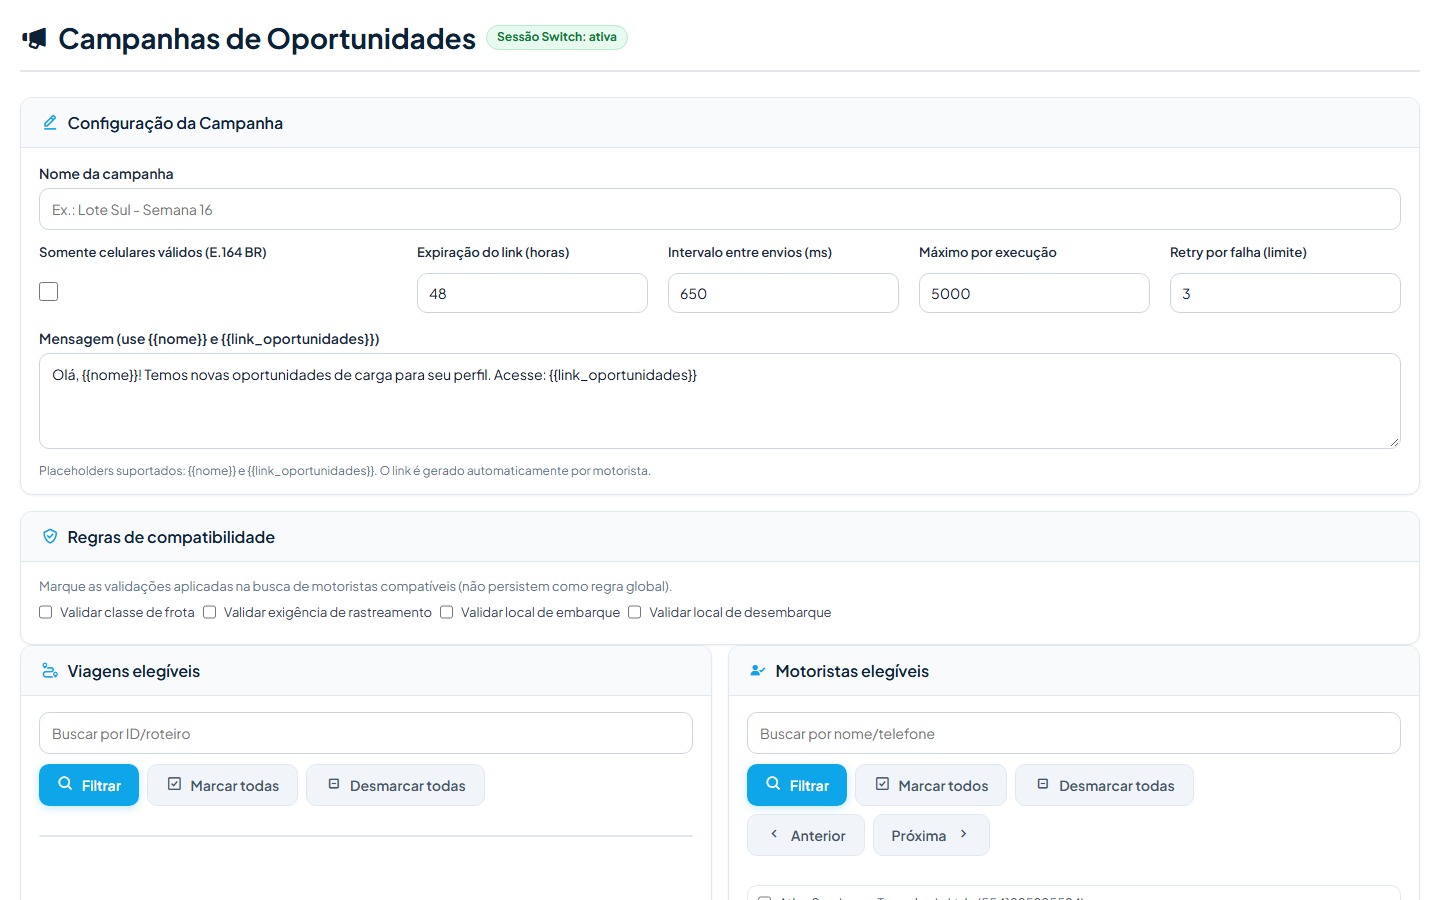 Campanhas de Oportunidades
Sessão Switch: ativa
Configuração da Campanha
Nome da campanha
Ex.: Lote Sul - Semana 16
Somente celulares válidos (E.164 BR)
Expiração do link (horas)
Intervalo entre envios (ms)
Máximo por execução
Retry por falha (limite)
48
650
5000
3
Mensagem (use {{nome}} e {{link_oportunidades}})
Olá, {{nome}}! Temos novas oportunidades de carga para seu perfil. Acesse: {{link_oportunidades}}
Placeholders suportados: {{nome}} e {{link_oportunidades}}. O link é gerado automaticamente por motorista.
Regras de compatibilidade
Marque as validações aplicadas na busca de motoristas compatíveis (não persistem como regra global).
Validar classe de frota
Validar exigência de rastreamento
Validar local de embarque
Validar local de desembarque
Viagens elegíveis
Buscar por ID/roteiro
Filtrar
Marcar todas
Desmarcar todas
Motoristas elegíveis
Buscar por nome/telefone
Filtrar
Marcar todos
Desmarcar todas
Anterior
Próxima